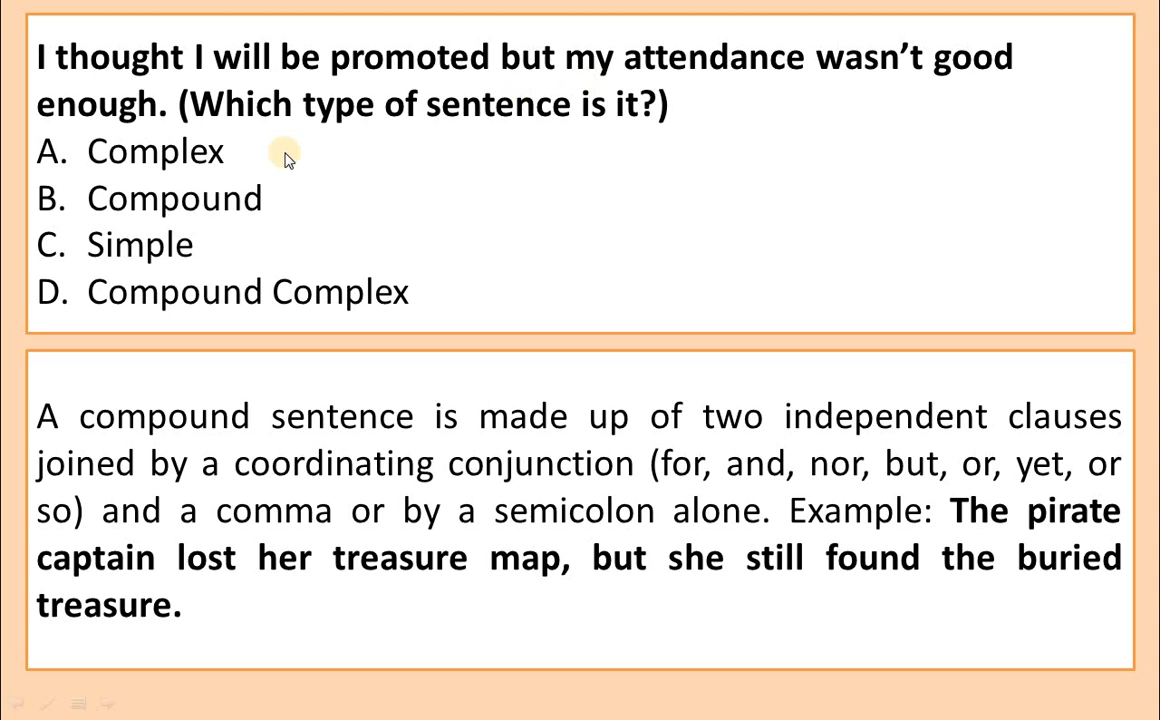 I thought I will be promoted but my attendance wasn’t good
enough. (Which type of sentence is it?)
A. Complex
B. Compound
C. Simple
D. Compound Complex
A compound sentence is made up of two independent clauses
joined by a coordinating conjunction (for, and, nor, but, or, yet, or
so) and a comma or by a semicolon alone. Example: The pirate
captain lost her treasure map, but she still found the buried
treasure.